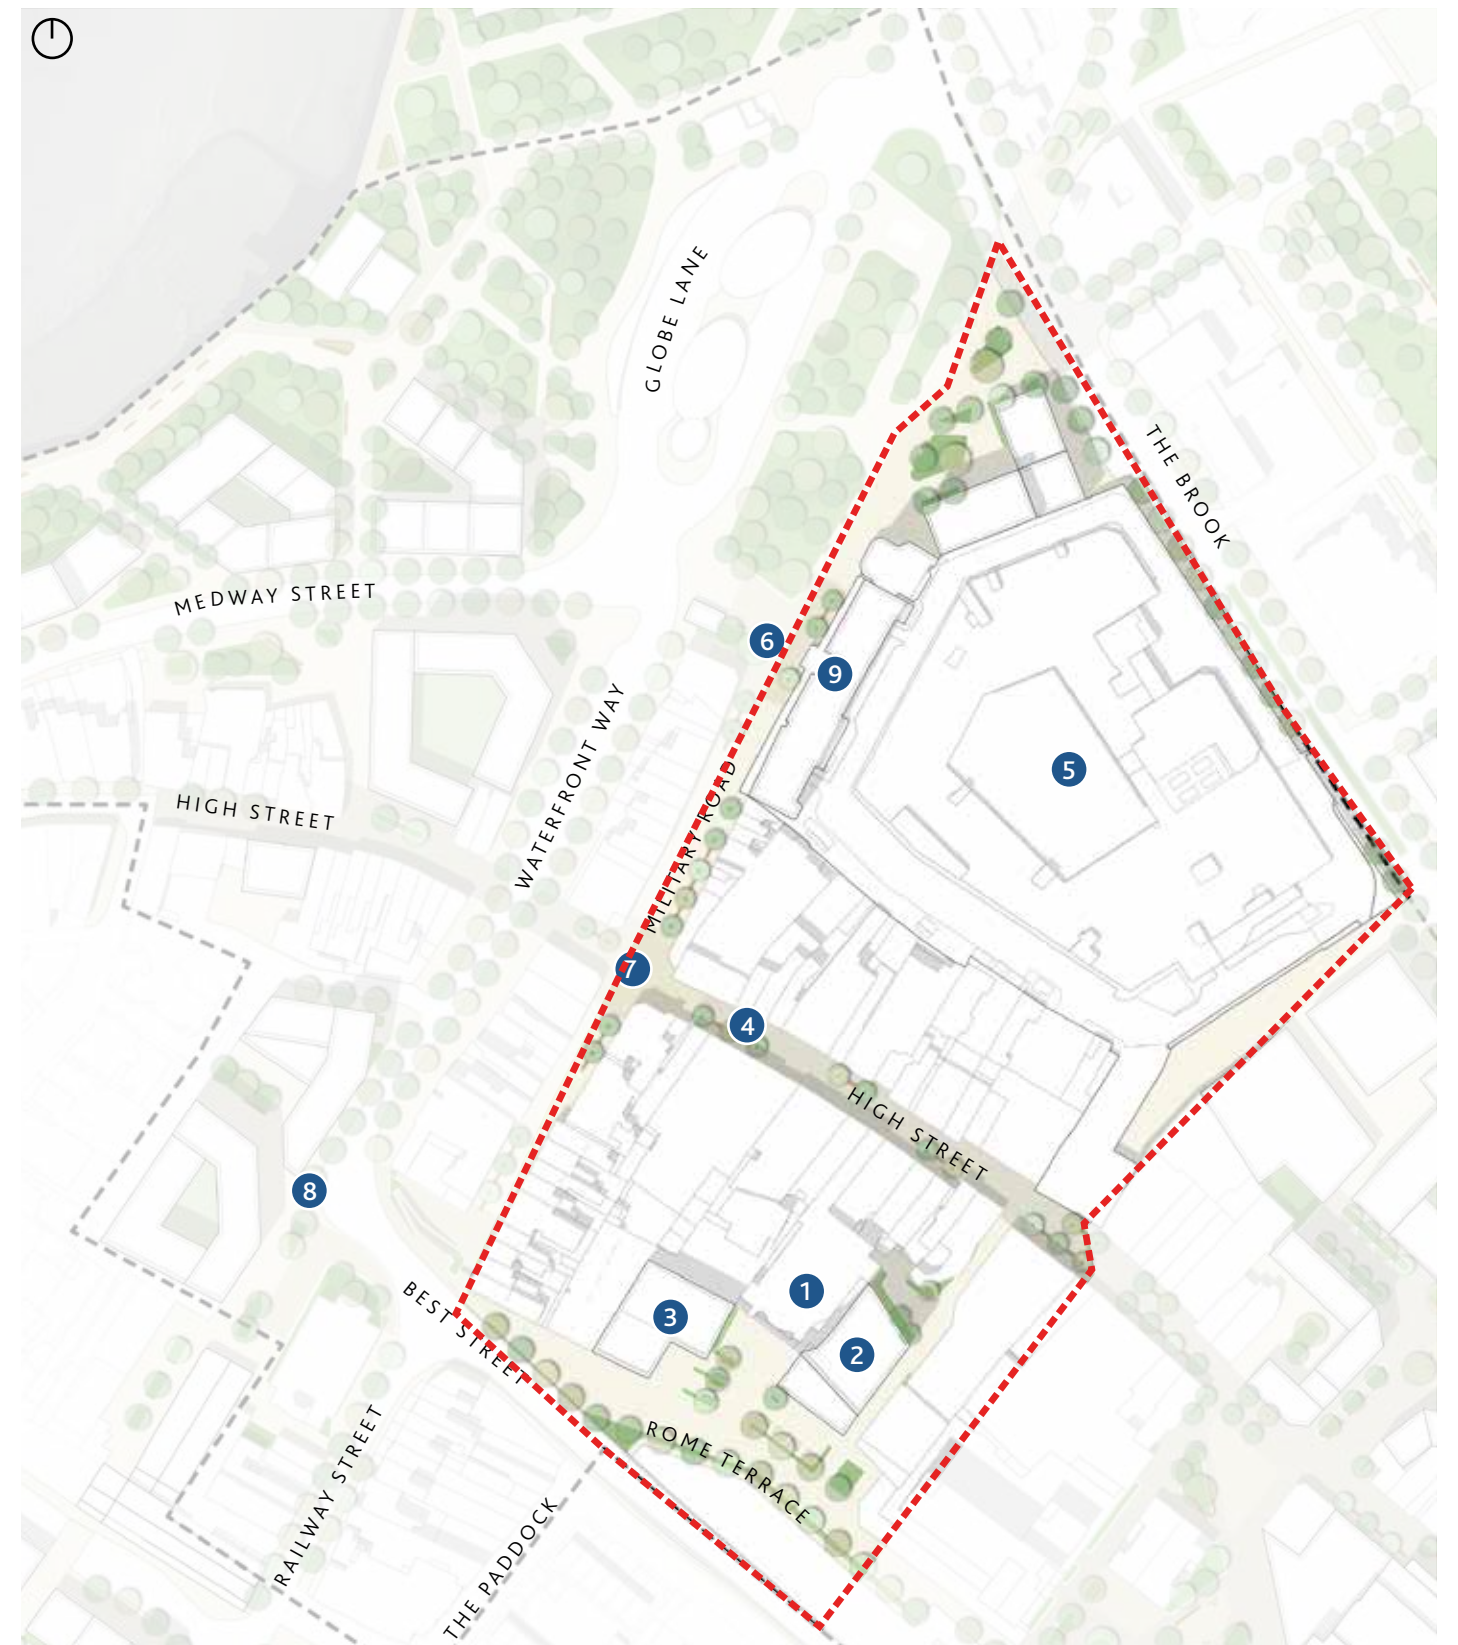 GLOBE LANE
THE BROOK
MEDWAY STREET
6
9
WATERFRONT WAY
5
HIGH STREET
MILITARY ROAD
7
4
HIGH STREET
8
1
3
2
BEST STREET
ROME TERRACE
RAILWAY STREET
THE PADDOCK